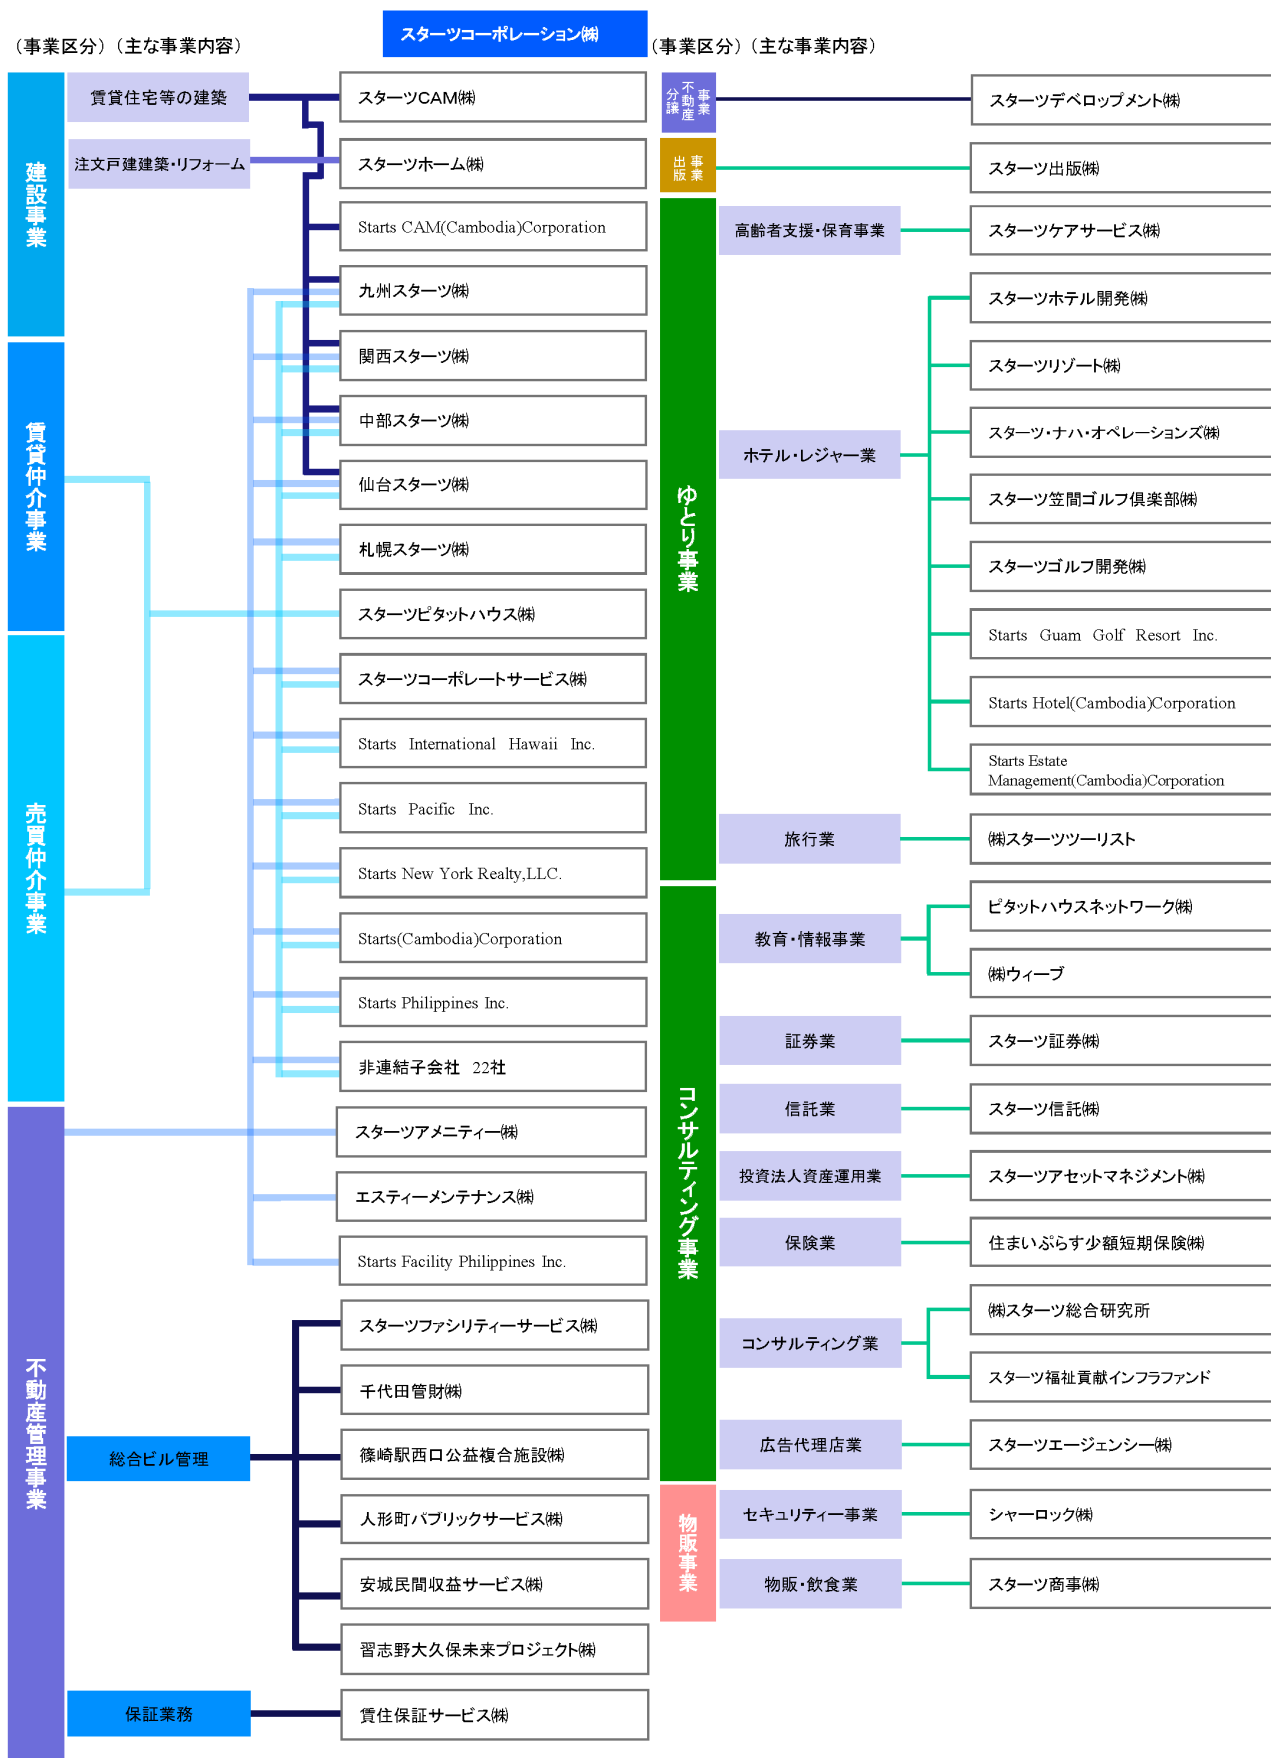 スターツコーポレーション㈱
（事業区分）（主な事業内容）
建設事業
賃貸住宅等の建築
スターツCAM㈱
注文戸建建築・リフォーム
スターツホーム㈱
Starts CAM(Cambodia)Corporation
九州スターツ㈱
関西スターツ㈱
中部スターツ㈱
仙台スターツ㈱
札幌スターツ㈱
賃貸仲介事業
スターツピタットハウス㈱
スターツコーポレートサービス㈱
売買仲介事業
Starts International Hawaii Inc.
Starts Pacific Inc.
Starts New York Realty,LLC.
Starts(Cambodia)Corporation
Starts Philippines Inc.
非連結子会社 22社
不動産管理事業
スターツアメニティー㈱
エスティーメンテナンス㈱
Starts Facility Philippines Inc.
総合ビル管理
スターツファシリティーサービス㈱
千代田管財㈱
篠崎駅西口公益複合施設㈱
人形町パブリックサービス㈱
安城民間収益サービス㈱
習志野大久保未来プロジェクト㈱
保証業務
賃住保証サービス㈱
（事業区分）（主な事業内容）
分譲不動産事業
スターツデベロップメント㈱
出版事業
スターツ出版㈱
ゆとり事業
高齢者支援・保育事業
スターツケアサービス㈱
ホテル・レジャー業
スターツホテル開発㈱
スターツリゾート㈱
スターツ・ナハ・オペレーションズ㈱
スターツ笠間ゴルフ倶楽部㈱
スターツゴルフ開発㈱
Starts Guam Golf Resort Inc.
Starts Hotel(Cambodia)Corporation
Starts Estate
Management(Cambodia)Corporation
旅行業
㈱スターツツーリスト
コンサルティング事業
教育・情報事業
ピタットハウスネットワーク㈱
㈱ウィーブ
証券業
スターツ証券㈱
信託業
スターツ信託㈱
投資法人資産運用業
スターツアセットマネジメント㈱
保険業
住まいぷらす少額短期保険㈱
コンサルティング業
㈱スターツ総合研究所
スターツ福祉貢献インフラファンド
広告代理店業
スターツエージェンシー㈱
物販事業
セキュリティー事業
シャーロック㈱
物販・飲食業
スターツ商事㈱